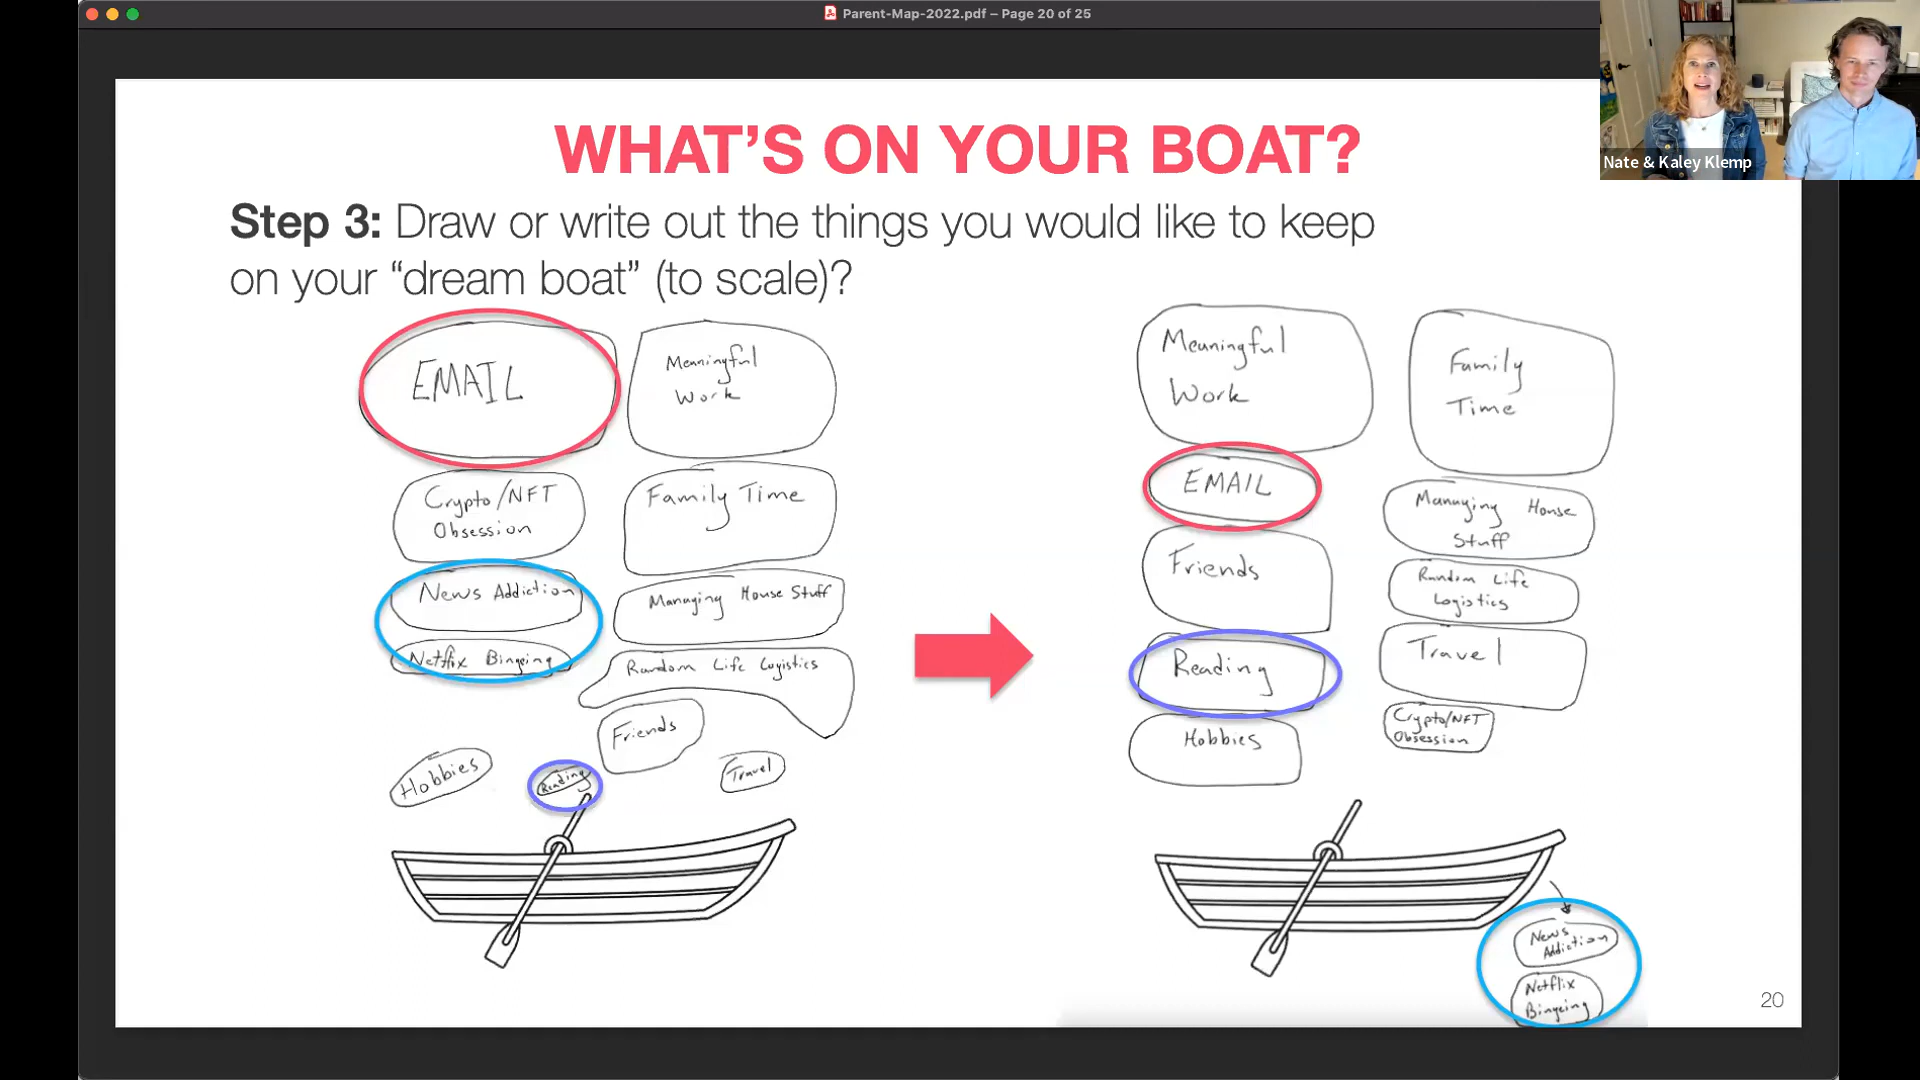 Parent-Map-2022.pdf – Page 20 of 25
Nate & Kaley Klemp
WHAT'S ON YOUR BOAT?
Step 3: Draw or write out the things you would like to keep
on your “dream boat” (to scale)?
EMAIL
Meaningful
Work
Crypto/NFT
Obsession
Family Time
News Addiction
Netflix Bingeing
Managing House Stuff
Random Life Logistics
Friends
Hobbies
Reading
Travel
Meaningful
Work
Family
Time
EMAIL
Managing House
Stuff
Friends
Random Life
Logistics
Reading
Travel
Hobbies
Crypto/NFT
Obsession
News
Addiction
Netflix
Bingeing
20